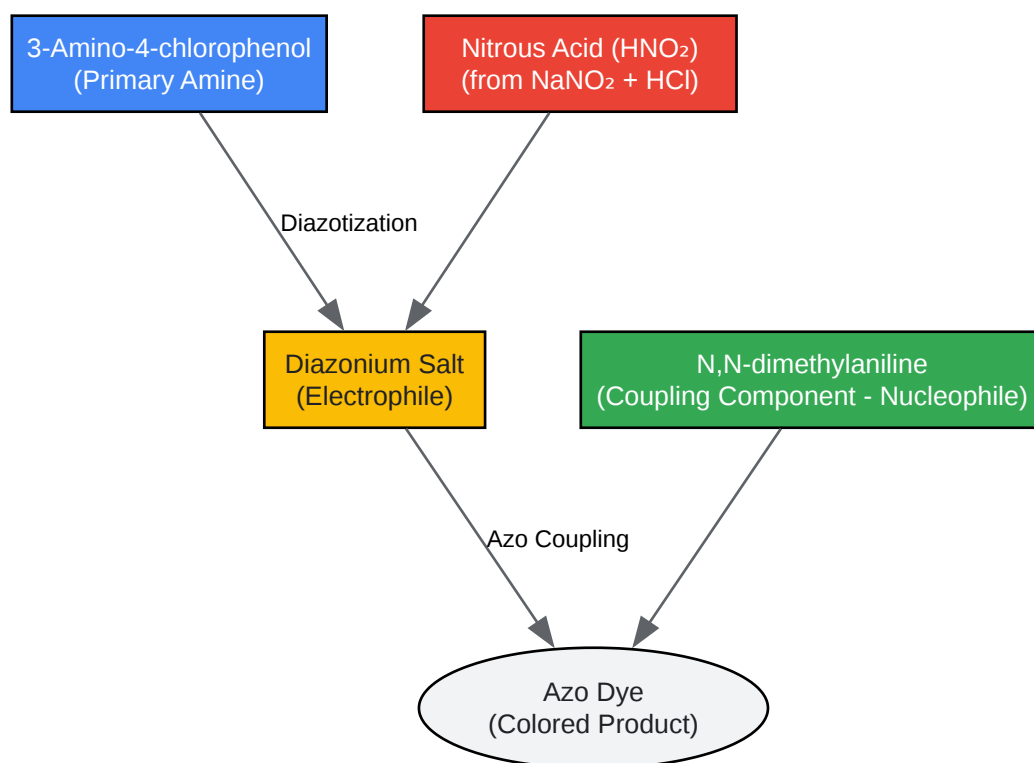 3-Amino-4-chlorophenol
(Primary Amine)
Nitrous Acid (HNO₂)
(from NaNO₂ + HCl)
Diazotization
Diazonium Salt
(Electrophile)
N,N-dimethylaniline
(Coupling Component - Nucleophile)
Azo Coupling
Azo Dye
(Colored Product)